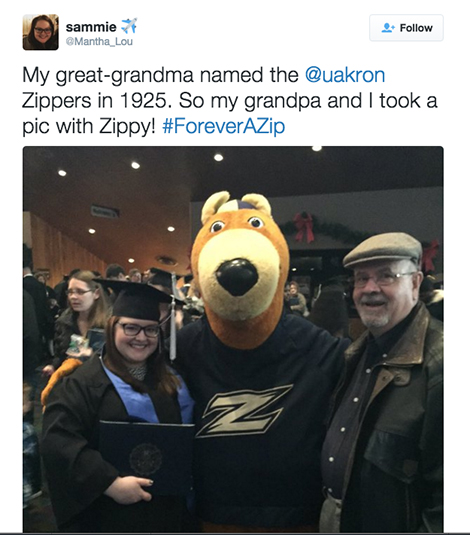 sammie
@Mantha_Lou
Follow
My great-grandma named the @uakron
Zippers in 1925. So my grandpa and I took a
pic with Zippy! #ForeverAZip
Z